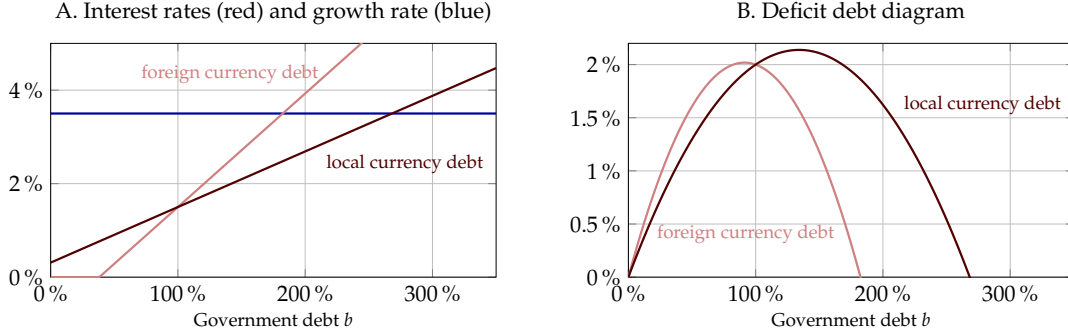 A. Interest rates (red) and growth rate (blue)
foreign currency debt
local currency debt
4 %
2 %
0 %
0 % 100 % 200 % 300 %
Government debt b
B. Deficit debt diagram
local currency debt
foreign currency debt
2 %
1.5 %
1 %
0.5 %
0 %
0 % 100 % 200 % 300 %
Government debt b